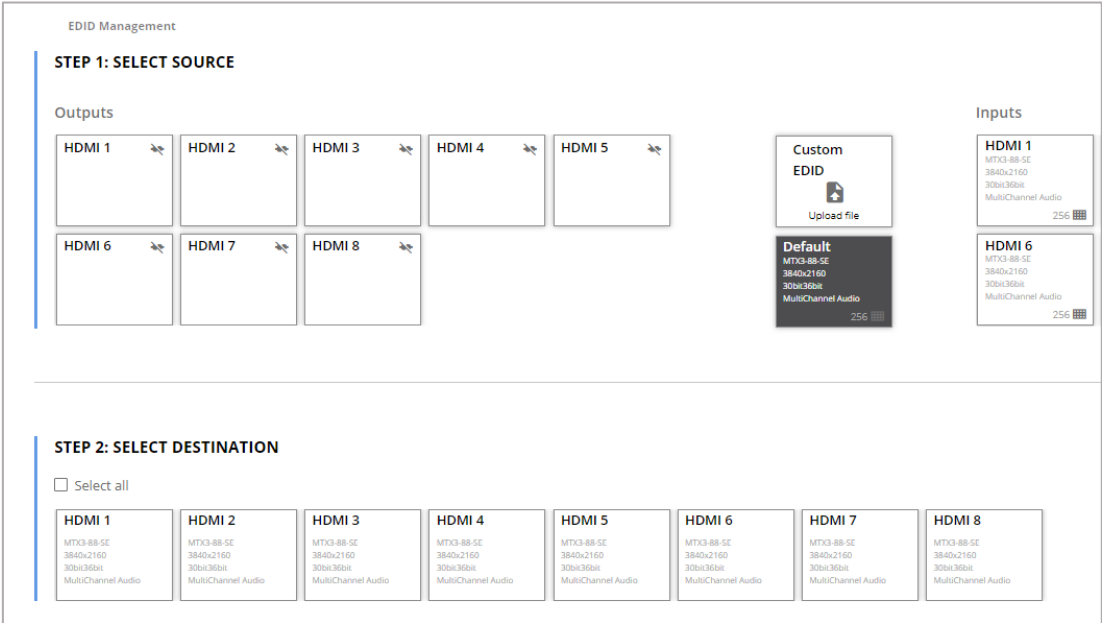 EDID Management
STEP 1: SELECT SOURCE
Outputs
HDMI 1
HDMI 2
HDMI 3
HDMI 4
HDMI 5
HDMI 6
HDMI 7
HDMI 8
Custom
EDID
Upload file
Default
MTX3-88-SE
3840x2160
30bit36bit
MultiChannel Audio
256
Inputs
HDMI 1
MTX3-88-SE
3840x2160
30bit36bit
MultiChannel Audio
256
HDMI 6
MTX3-88-SE
3840x2160
30bit36bit
MultiChannel Audio
256
STEP 2: SELECT DESTINATION
Select all
HDMI 1
MTX3-88-SE
3840x2160
30bit36bit
MultiChannel Audio
HDMI 2
MTX3-88-SE
3840x2160
30bit36bit
MultiChannel Audio
HDMI 3
MTX3-88-SE
3840x2160
30bit36bit
MultiChannel Audio
HDMI 4
MTX3-88-SE
3840x2160
30bit36bit
MultiChannel Audio
HDMI 5
MTX3-88-SE
3840x2160
30bit36bit
MultiChannel Audio
HDMI 6
MTX3-88-SE
3840x2160
30bit36bit
MultiChannel Audio
HDMI 7
MTX3-88-SE
3840x2160
30bit36bit
MultiChannel Audio
HDMI 8
MTX3-88-SE
3840x2160
30bit36bit
MultiChannel Audio